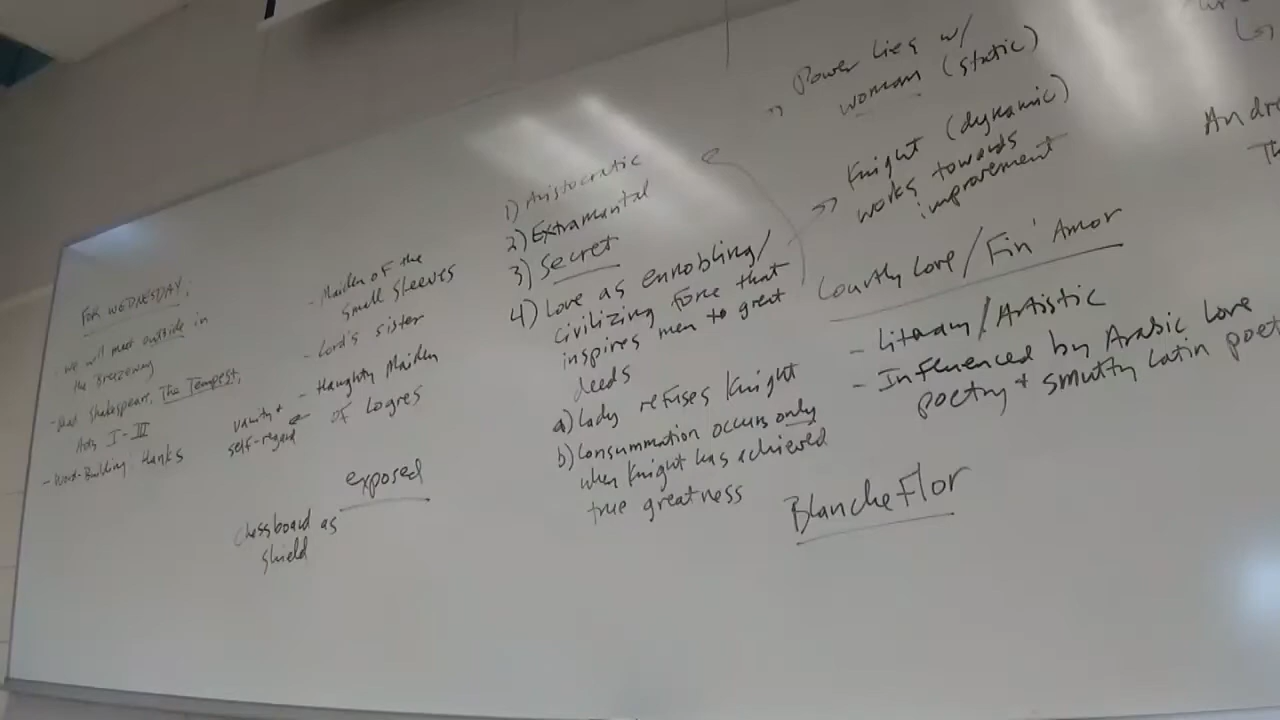 FOR WEDNESDAY:
- we will meet outside in
the Breezeway
- Read Shakespeare, The Tempest,
Acts I-III
- Word-Building thanks
- Maiden of the
Small Sleeves
- Lord's sister
- Haughty Maiden
of Logres
vanity +
self-regard
exposed
chessboard as
shield
1) Aristocratic
2) Extramarital
3) Secret
4) Love as ennobling/
civilizing force that
inspires men to great
deeds
a) Lady refuses Knight
b) Consummation occurs only
when Knight has achieved
true greatness
Power lies w/
woman (static)
Knight (dynamic)
works towards
improvement
Courtly Love/Fin' Amor
- Literary/Artistic
- Influenced by Arabic Love
poetry + smutty Latin poet
BlancheFlor
Andre
Th